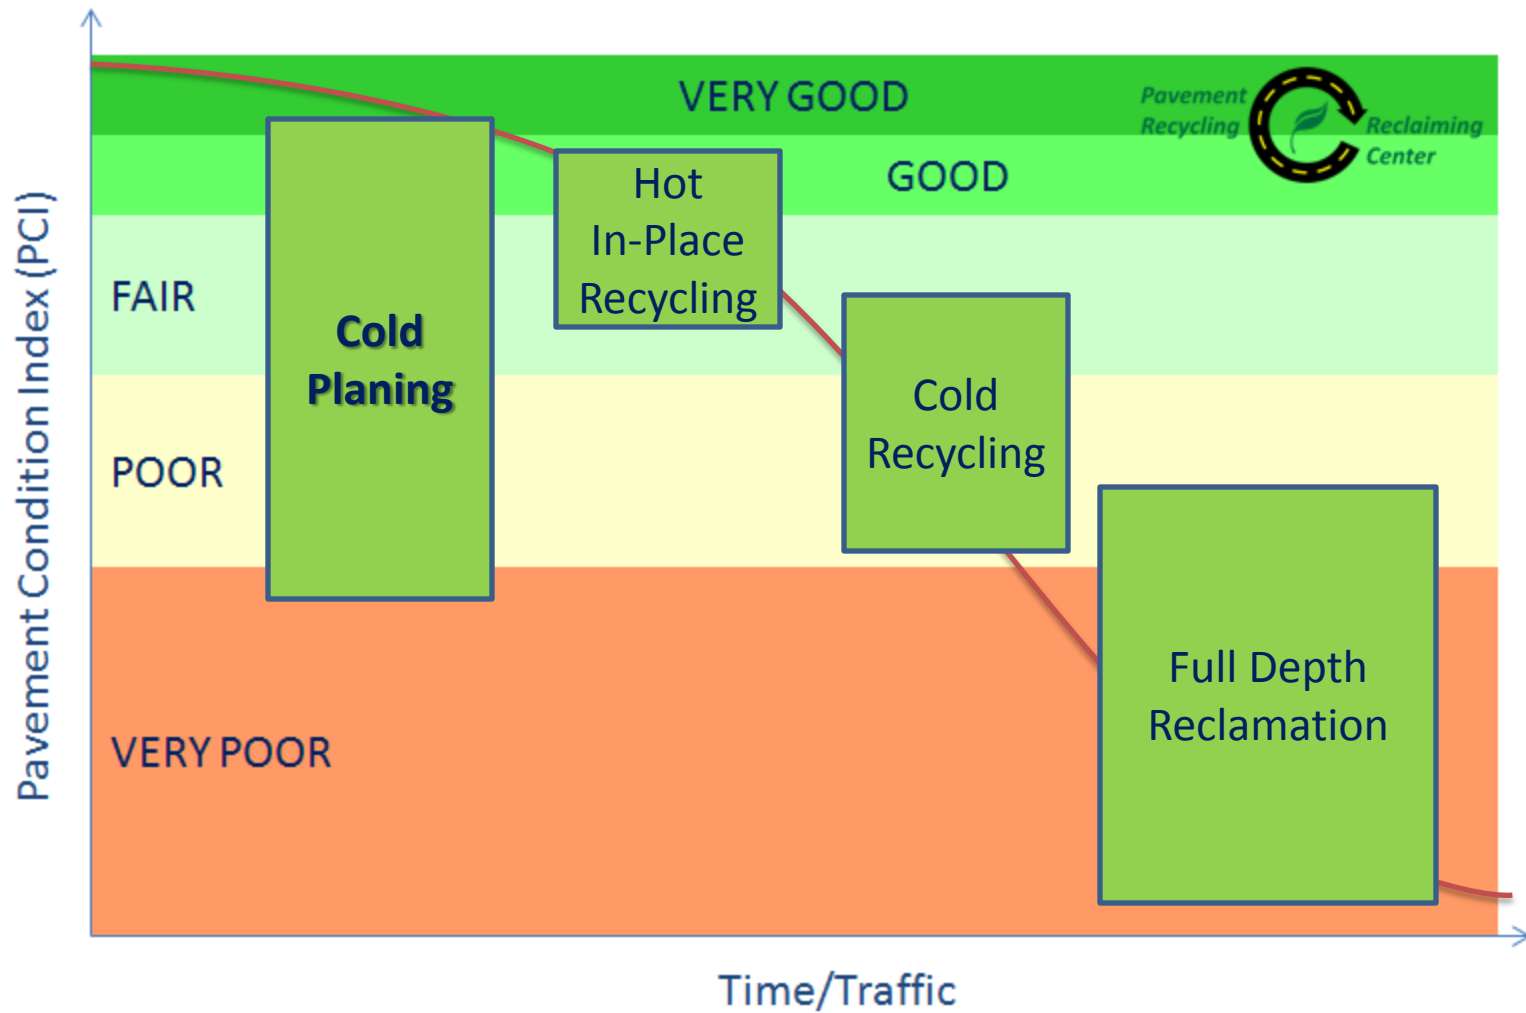 VERY GOOD
Pavement
Recycling
Reclaiming
Center
GOOD
Hot
In-Place
Recycling
FAIR
Cold
Planing
POOR
Cold
Recycling
VERY POOR
Full Depth
Reclamation
Pavement Condition Index (PCI)
Time/Traffic